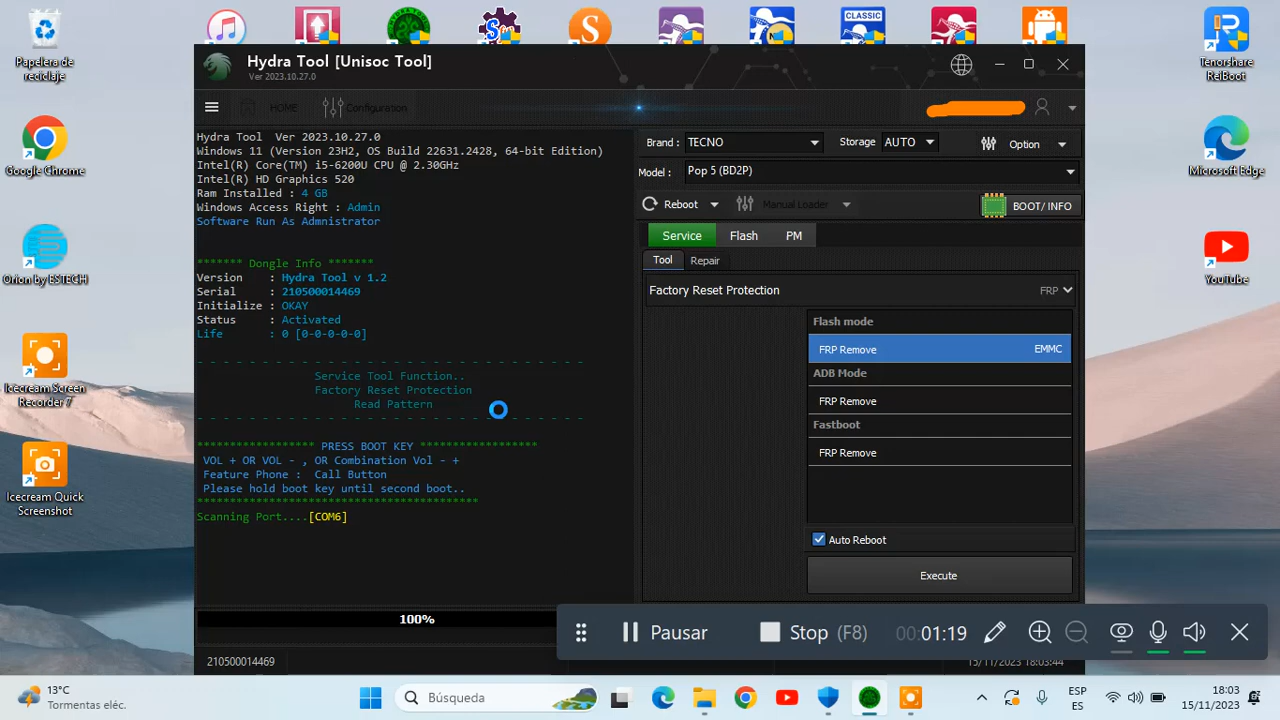 Papelera de
reciclaje
Google Chrome
Orion by ESTECH
Icecream Screen
Recorder 7
Icecream Quick
Screenshot
CLASSIC
Tenorshare
ReiBoot
Microsoft Edge
YouTube
Hydra Tool [Unisoc Tool]
Ver 2023.10.27.0
HOME
Configuration
Hydra Tool Ver 2023.10.27.0
Windows 11 (Version 23H2, OS Build 22631.2428, 64-bit Edition)
Intel(R) Core(TM) i5-6200U CPU @ 2.30GHz
Intel(R) HD Graphics 520
Ram Installed : 4 GB
Windows Access Right : Admin
Software Run As Admnistrator
******* Dongle Info *******
Version : Hydra Tool v 1.2
Serial : 210500014469
Initialize : OKAY
Status : Activated
Life : 0 [0-0-0-0-0]
- - - - - - - - - - - - - - - - - - - - - - - - - - - -
Service Tool Function..
Factory Reset Protection
Read Pattern
- - - - - - - - - - - - - - - - - - - - - - - - - - - -
***************** PRESS BOOT KEY *****************
VOL + OR VOL - , OR Combination Vol - +
Feature Phone : Call Button
Please hold boot key until second boot..
******************************************
Scanning Port....[COM6]
100%
210500014469
Brand : TECNO
Storage AUTO
Option
Model : Pop 5 (BD2P)
Reboot
Manual Loader
BOOT/ INFO
Service Flash PM
Tool Repair
Factory Reset Protection FRP
Flash mode
FRP Remove EMMC
ADB Mode
FRP Remove
Fastboot
FRP Remove
Auto Reboot
Execute
Pausar
Stop (F8)
00:01:19
15/11/2023 18:03:44
13°C
Tormentas eléc.
Búsqueda
ESP
ES
18:03
15/11/2023